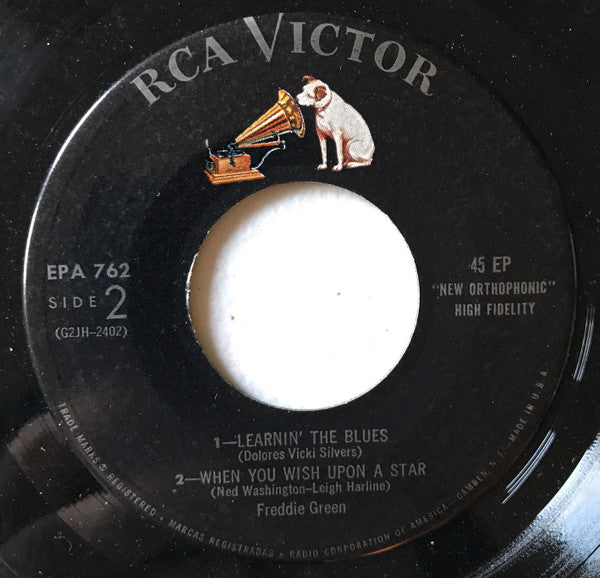 RCA VICTOR
EPA 762
SIDE 2
(G2JH-2402)
45 EP
"NEW ORTHOPHONIC"
HIGH FIDELITY
1—LEARNIN' THE BLUES
(Dolores Vicki Silvers)
2—WHEN YOU WISH UPON A STAR
(Ned Washington–Leigh Harline)
Freddie Green
TRADE MARKS ® REGISTERED • MARCAS REGISTRADAS • RADIO CORPORATION OF AMERICA—CAMDEN, N. J. MADE IN U.S.A.